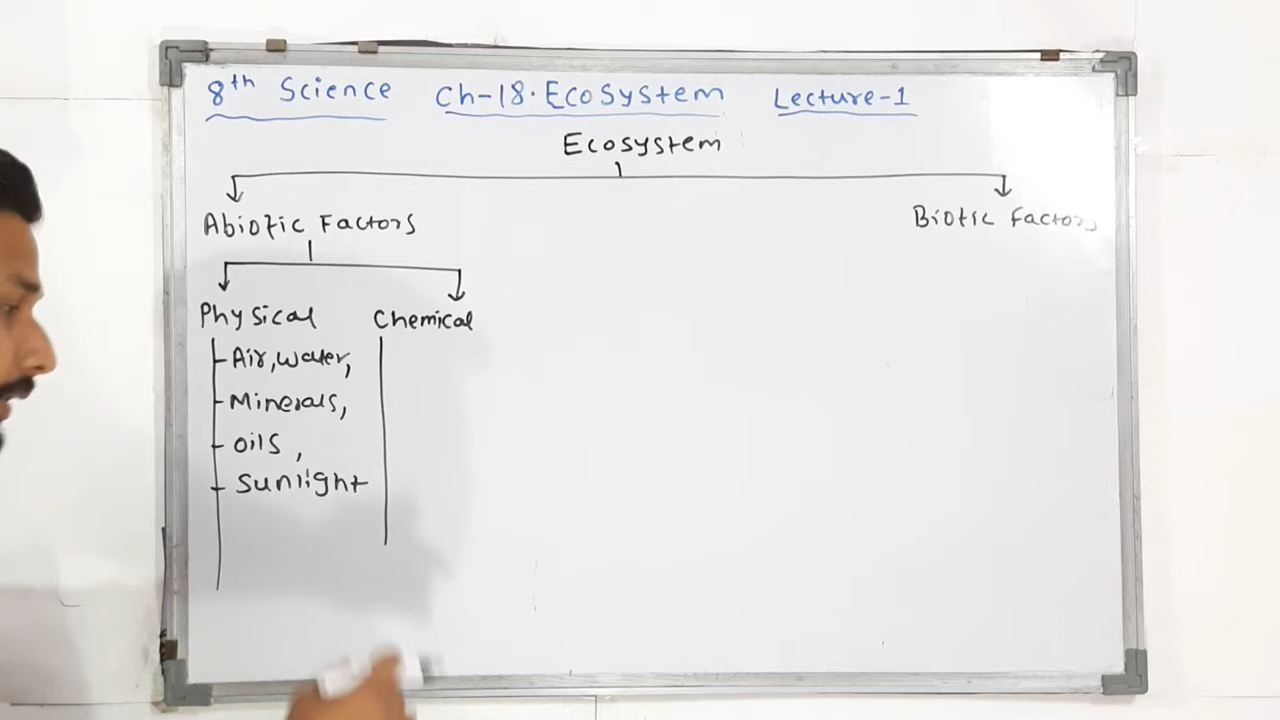 8th Science Ch-18. Ecosystem Lecture-1
Ecosystem
Abiotic Factors Biotic Factors
Physical Chemical
Air, water,
Minerals,
Oils,
Sunlight